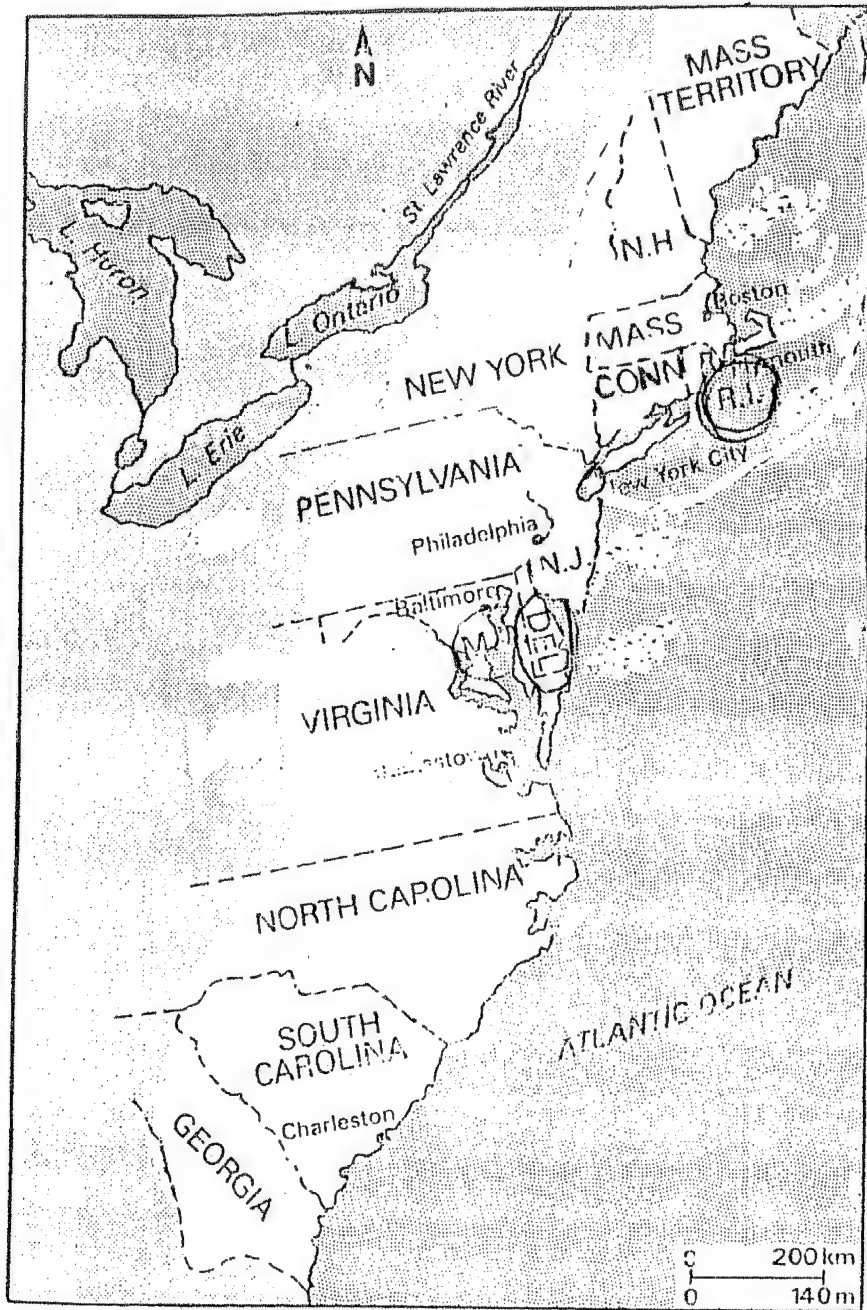 N
MASS
TERRITORY
St. Lawrence River
L. Huron
N.H
L. Ontario
Boston
MASS
NEW YORK
CONN
R.I.
L. Erie
New York City
PENNSYLVANIA
Philadelphia
N.J.
Baltimore
DEL
M
VIRGINIA
NORTH CAROLINA
ATLANTIC OCEAN
SOUTH
CAROLINA
Charleston
GEORGIA
0 200 km
0 140 m